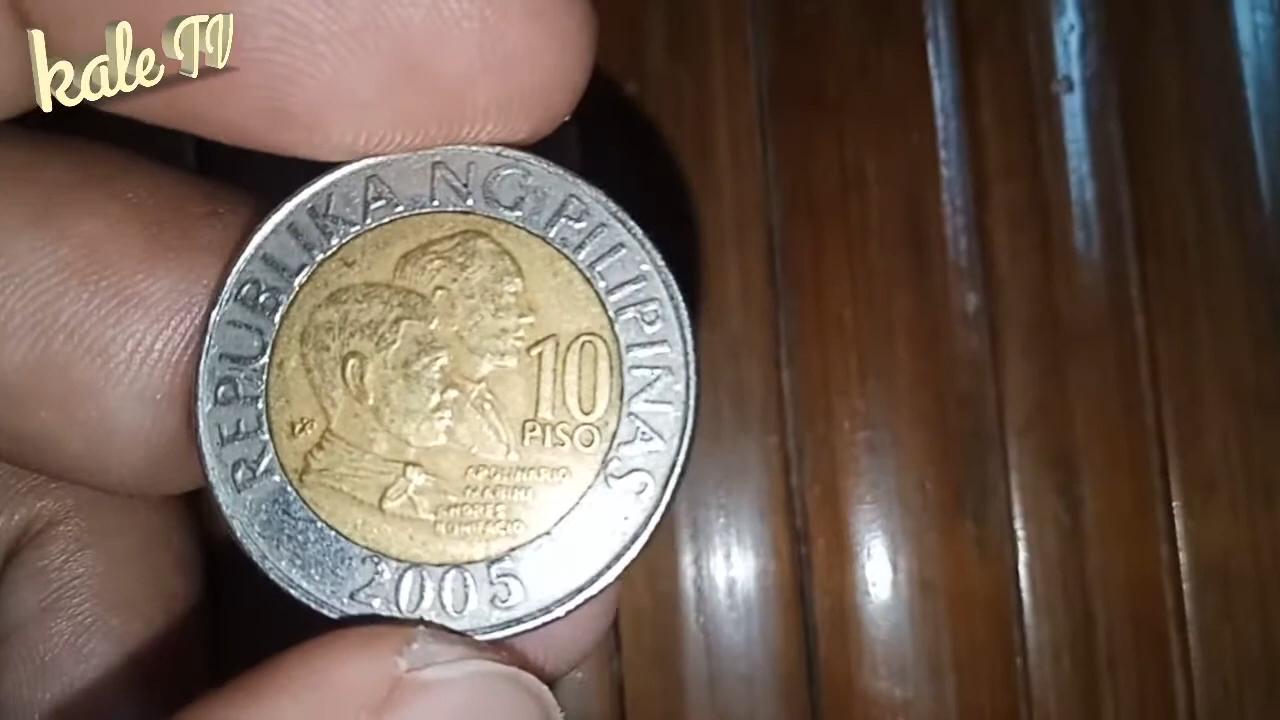 kale TV
REPUBLIKA NG PILIPINAS
10
PISO
APOLINARIO
MABINI
ANDRES
BONIFACIO
2005